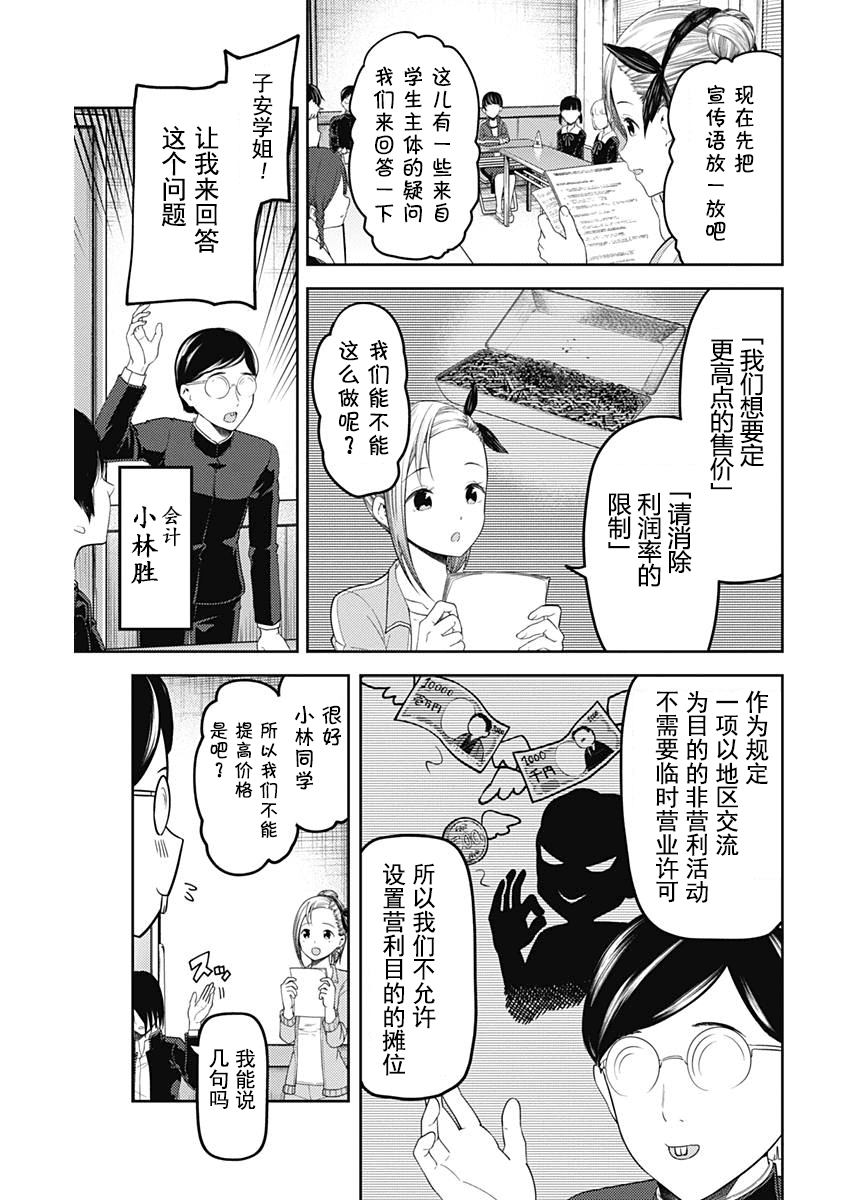 现在先把
宣传语放一放吧
这儿有一些来自
学生主体的疑问
我们来回答一下
子安学姐！
让我来回答
这个问题
会计
小林胜
「我们想要定
更高点的售价」
「请消除
利润率的
限制」
我们能不能
这么做呢？
作为规定
一项以地区交流
为目的的非营利活动
不需要临时营业许可
10000
1000
千円
所以我们不允许
设置营利目的的摊位
很好
小林同学
所以我们不能
提高价格
是吧？
スッ
我能说
几句吗